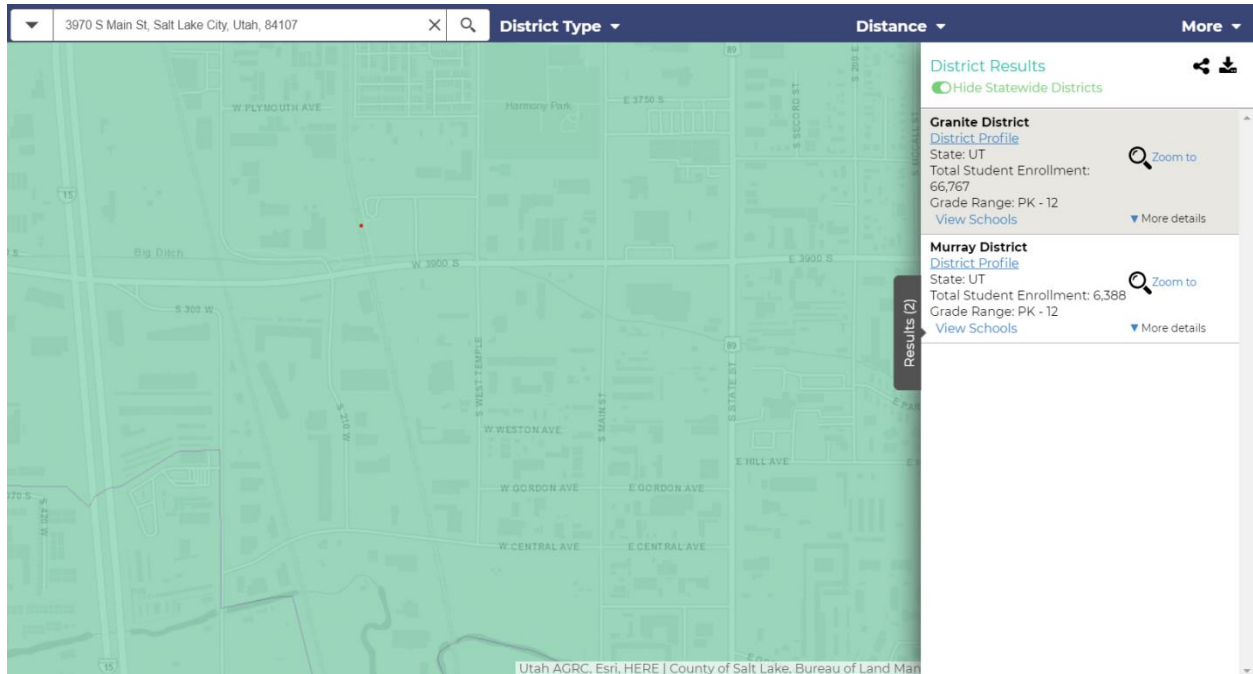 3970 S Main St, Salt Lake City, Utah, 84107
District Type
Distance
More
District Results
Hide Statewide Districts
Granite District
District Profile
State: UT
Total Student Enrollment:
66,767
Grade Range: PK - 12
View Schools
Zoom to
More details
Murray District
District Profile
State: UT
Total Student Enrollment: 6,388
Grade Range: PK - 12
View Schools
Zoom to
More details
Results (2)
89
W PLYMOUTH AVE
Harmony Park
E 3750 S
S SECOND ST
S 200 E
15
Big Ditch
W 3900 S
E 3900 S
S 300 W
89
S WEST TEMPLE
S MAIN ST
S STATE ST
S 210 W
W WESTON AVE
E HILL AVE
W GORDON AVE
E GORDON AVE
S 420 W
W CENTRAL AVE
E CENTRAL AVE
15
Utah AGRC, Esri, HERE | County of Salt Lake, Bureau of Land Man